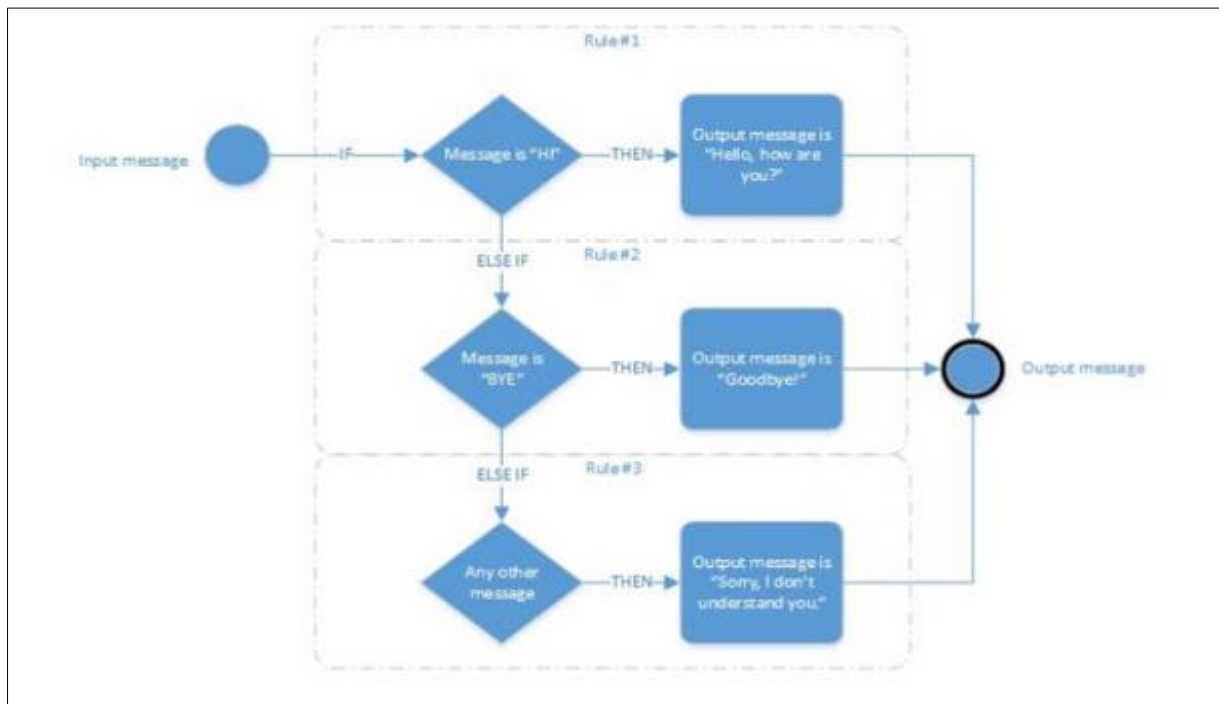 Rule#1
Input message
IF
Message is "HI"
THEN
Output message is
"Hello, how are
you?"
ELSE IF
Rule#2
Message is
"BYE"
THEN
Output message is
"Goodbye!"
Output message
ELSE IF
Rule#3
Any other
message
THEN
Output message is
"Sorry, I don't
understand you."